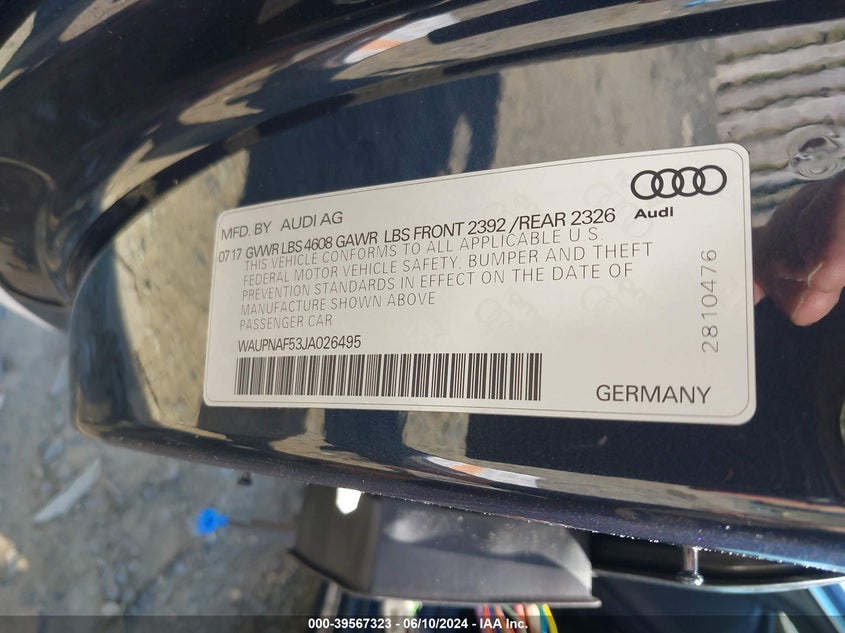 MFD. BY AUDI AG
Audi
0717 GVWR LBS 4608 GAWR LBS FRONT 2392 /REAR 2326
THIS VEHICLE CONFORMS TO ALL APPLICABLE U.S.
FEDERAL MOTOR VEHICLE SAFETY, BUMPER AND THEFT
PREVENTION STANDARDS IN EFFECT ON THE DATE OF
MANUFACTURE SHOWN ABOVE
PASSENGER CAR
WAUPNAF53JA026495
GERMANY
2810476
000-39567323 - 06/10/2024 - IAA Inc.